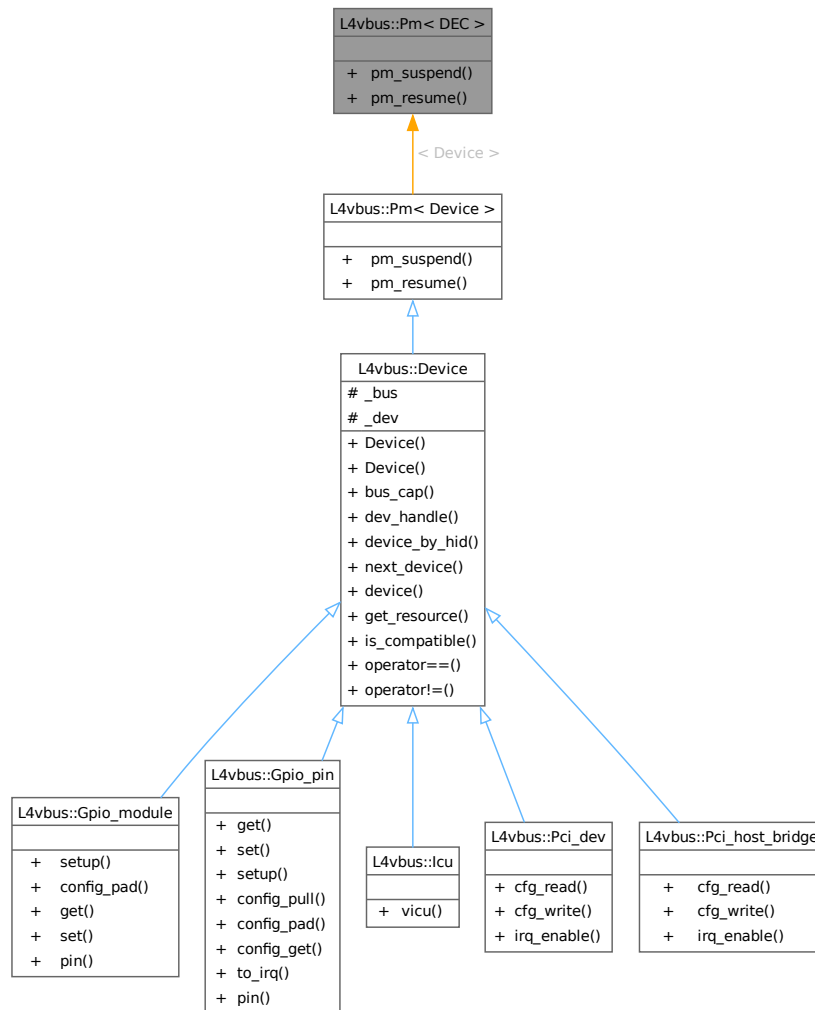 L4vbus::Pm< DEC >
+ pm_suspend()
+ pm_resume()
< Device >
L4vbus::Pm< Device >
+ pm_suspend()
+ pm_resume()
L4vbus::Device
# _bus
# _dev
+ Device()
+ Device()
+ bus_cap()
+ dev_handle()
+ device_by_hid()
+ next_device()
+ device()
+ get_resource()
+ is_compatible()
+ operator==()
+ operator!=()
L4vbus::Gpio_module
+ setup()
+ config_pad()
+ get()
+ set()
+ pin()
L4vbus::Gpio_pin
+ get()
+ set()
+ setup()
+ config_pull()
+ config_pad()
+ config_get()
+ to_irq()
+ pin()
L4vbus::Icu
+ vicu()
L4vbus::Pci_dev
+ cfg_read()
+ cfg_write()
+ irq_enable()
L4vbus::Pci_host_bridge
+ cfg_read()
+ cfg_write()
+ irq_enable()